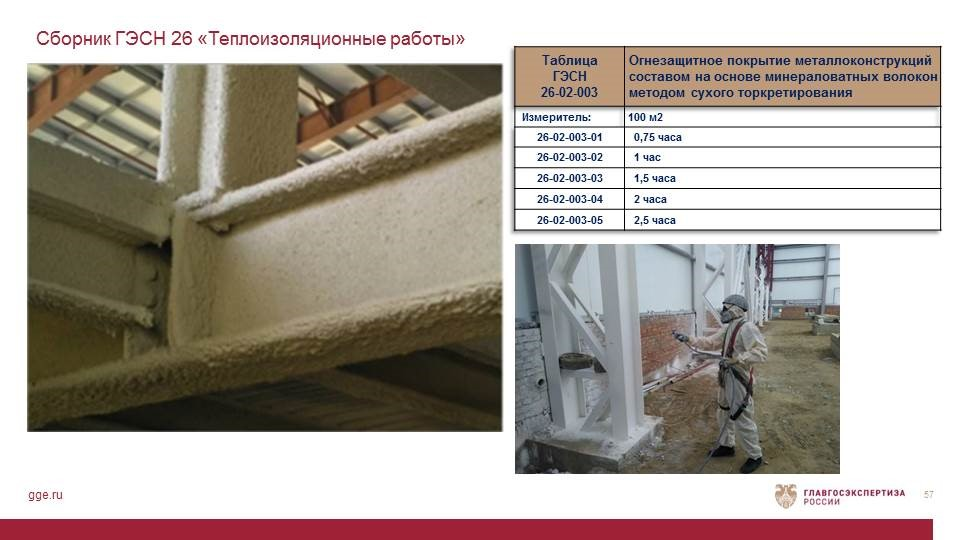 Сборник ГЭСН 26 «Теплоизоляционные работы»
Таблица
ГЭСН
26-02-003
Огнезащитное покрытие металлоконструкций
составом на основе минераловатных волокон
методом сухого торкретирования
Измеритель: 100 м2
26-02-003-01 0,75 часа
26-02-003-02 1 час
26-02-003-03 1,5 часа
26-02-003-04 2 часа
26-02-003-05 2,5 часа
gge.ru
ГЛАВГОСЭКСПЕРТИЗА
РОССИИ
57